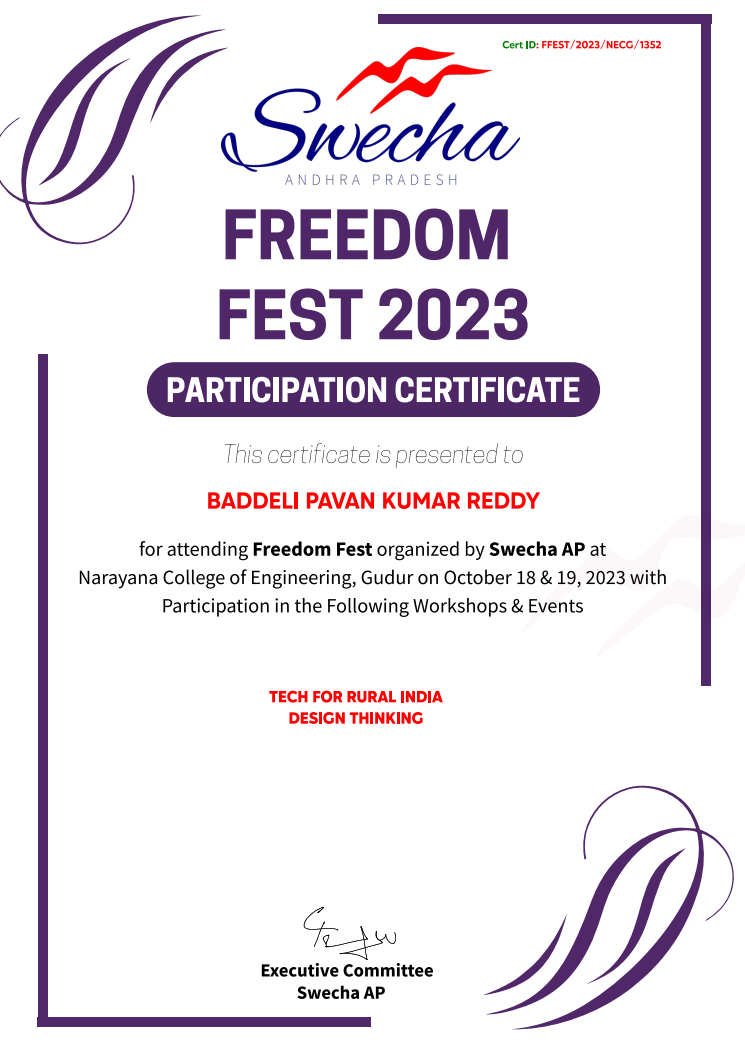 Cert ID: FFEST/2023/NECG/1352
Swecha
ANDHRA PRADESH
FREEDOM
FEST 2023
PARTICIPATION CERTIFICATE
This certificate is presented to
BADDELI PAVAN KUMAR REDDY
for attending Freedom Fest organized by Swecha AP at
Narayana College of Engineering, Gudur on October 18 & 19, 2023 with
Participation in the Following Workshops & Events
TECH FOR RURAL INDIA
DESIGN THINKING
Executive Committee
Swecha AP